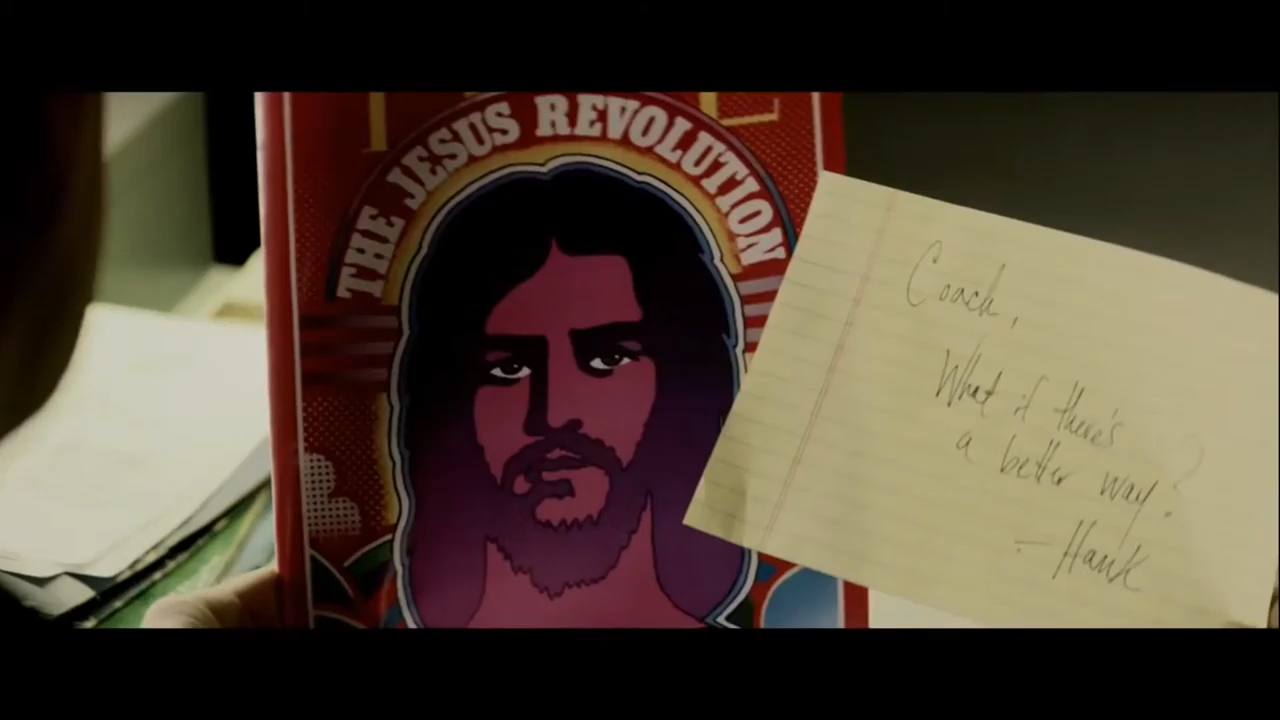 THE JESUS REVOLUTION
Coach,
What if there's
a better way?
- Hank